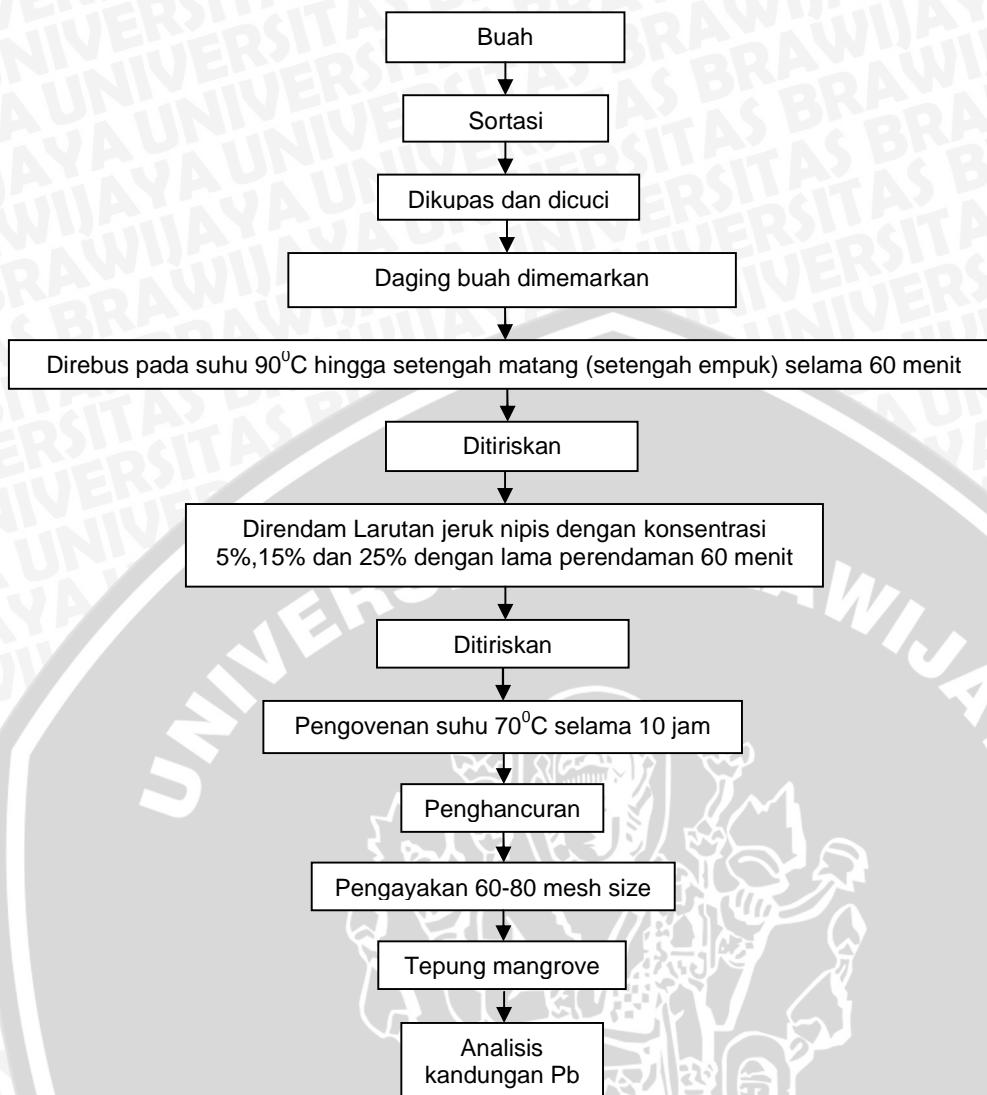 Buah
Sortasi
Dikupas dan dicuci
Daging buah dimemarkan
Direbus pada suhu 90⁰C hingga setengah matang (setengah empuk) selama 60 menit
Ditiriskan
Direndam Larutan jeruk nipis dengan konsentrasi
5%,15% dan 25% dengan lama perendaman 60 menit
Ditiriskan
Pengovenan suhu 70⁰C selama 10 jam
Penghancuran
Pengayakan 60-80 mesh size
Tepung mangrove
Analisis
kandungan Pb